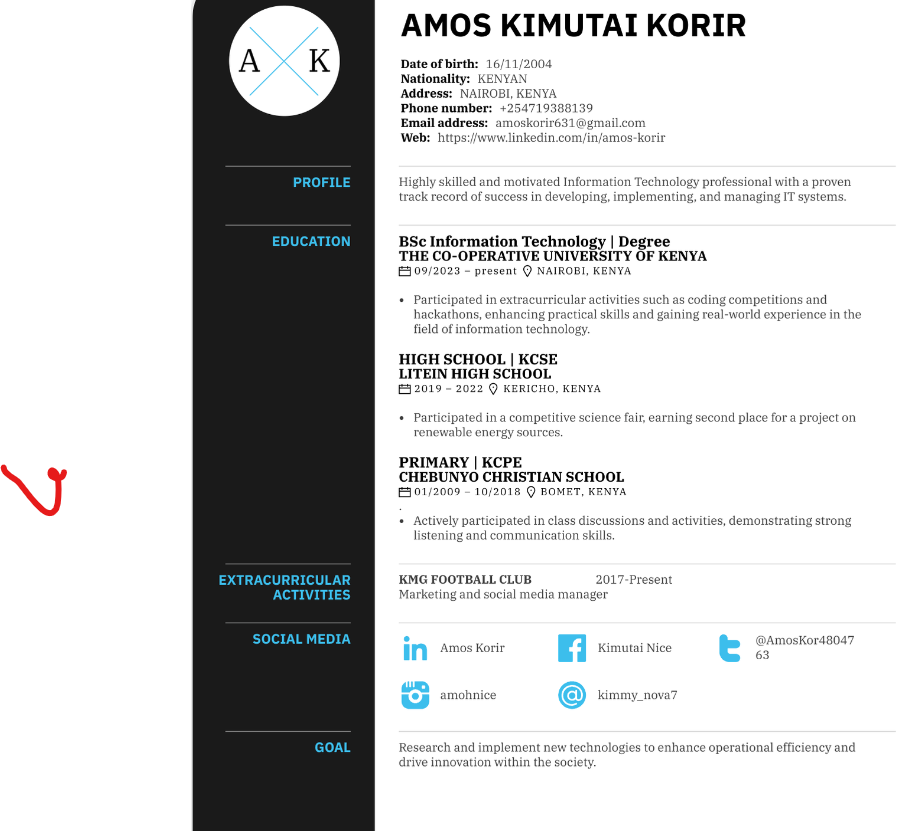 A K
AMOS KIMUTAI KORIR
Date of birth: 16/11/2004
Nationality: KENYAN
Address: NAIROBI, KENYA
Phone number: +254719388139
Email address: amoskorir631@gmail.com
Web: https://www.linkedin.com/in/amos-korir
PROFILE
Highly skilled and motivated Information Technology professional with a proven
track record of success in developing, implementing, and managing IT systems.
EDUCATION
BSc Information Technology | Degree
THE CO-OPERATIVE UNIVERSITY OF KENYA
09/2023 – present NAIROBI, KENYA
• Participated in extracurricular activities such as coding competitions and
hackathons, enhancing practical skills and gaining real-world experience in the
field of information technology.
HIGH SCHOOL | KCSE
LITEIN HIGH SCHOOL
2019 – 2022 KERICHO, KENYA
• Participated in a competitive science fair, earning second place for a project on
renewable energy sources.
PRIMARY | KCPE
CHEBUNYO CHRISTIAN SCHOOL
01/2009 – 10/2018 BOMET, KENYA
.
• Actively participated in class discussions and activities, demonstrating strong
listening and communication skills.
EXTRACURRICULAR
ACTIVITIES
KMG FOOTBALL CLUB 2017-Present
Marketing and social media manager
SOCIAL MEDIA
Amos Korir
Kimutai Nice
@AmosKor48047
63
amohnice
kimmy_nova7
GOAL
Research and implement new technologies to enhance operational efficiency and
drive innovation within the society.